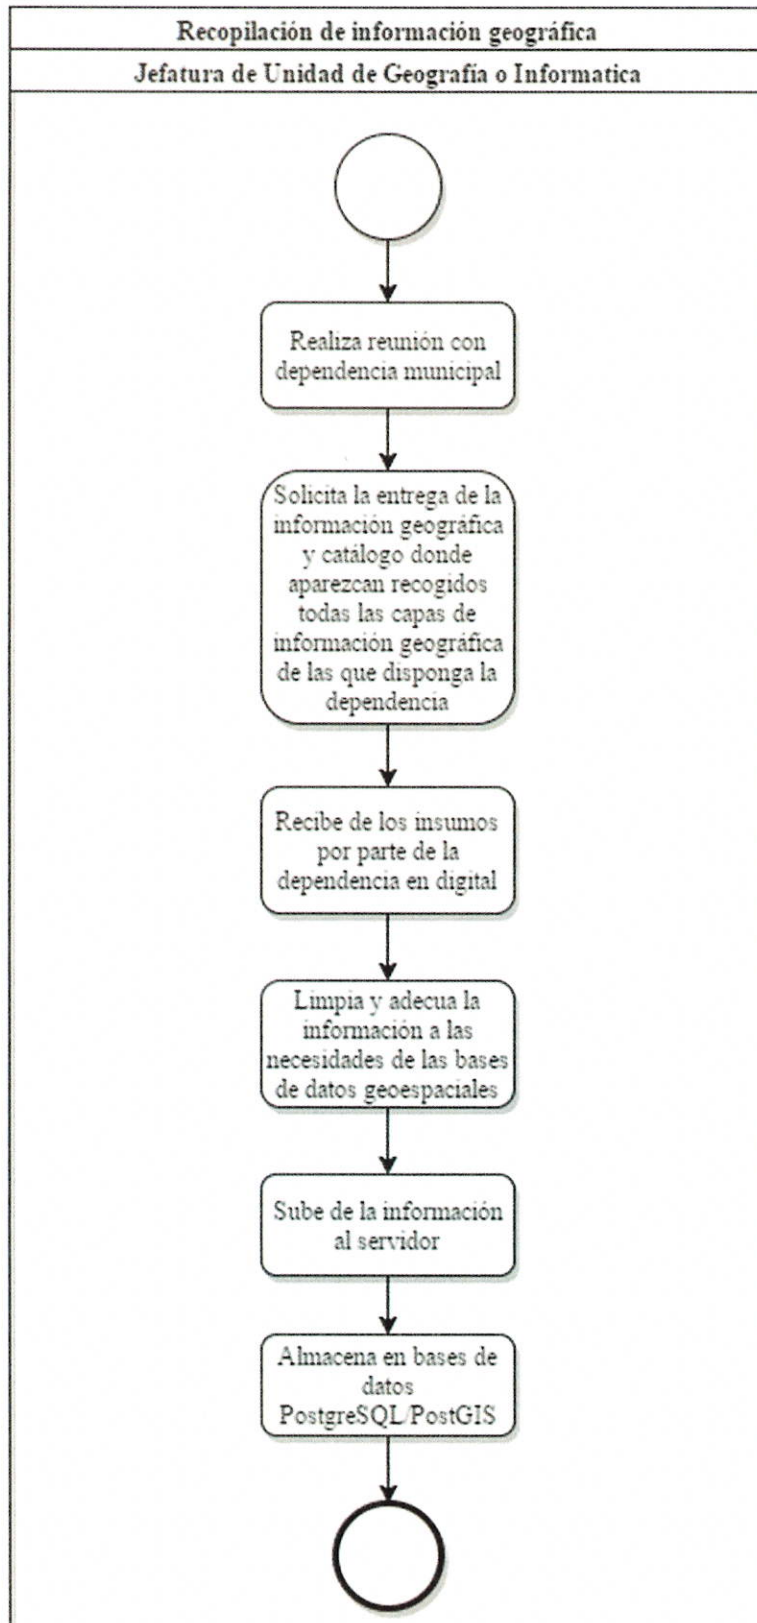 Recopilación de información geográfica
Jefatura de Unidad de Geografía o Informatica
Realiza reunión con
dependencia municipal
Solicita la entrega de la
información geográfica
y catálogo donde
aparezcan recogidos
todas las capas de
información geográfica
de las que disponga la
dependencia
Recibe de los insumos
por parte de la
dependencia en digital
Limpia y adecua la
información a las
necesidades de las bases
de datos geoespaciales
Sube de la información
al servidor
Almacena en bases de
datos
PostgreSQL/PostGIS